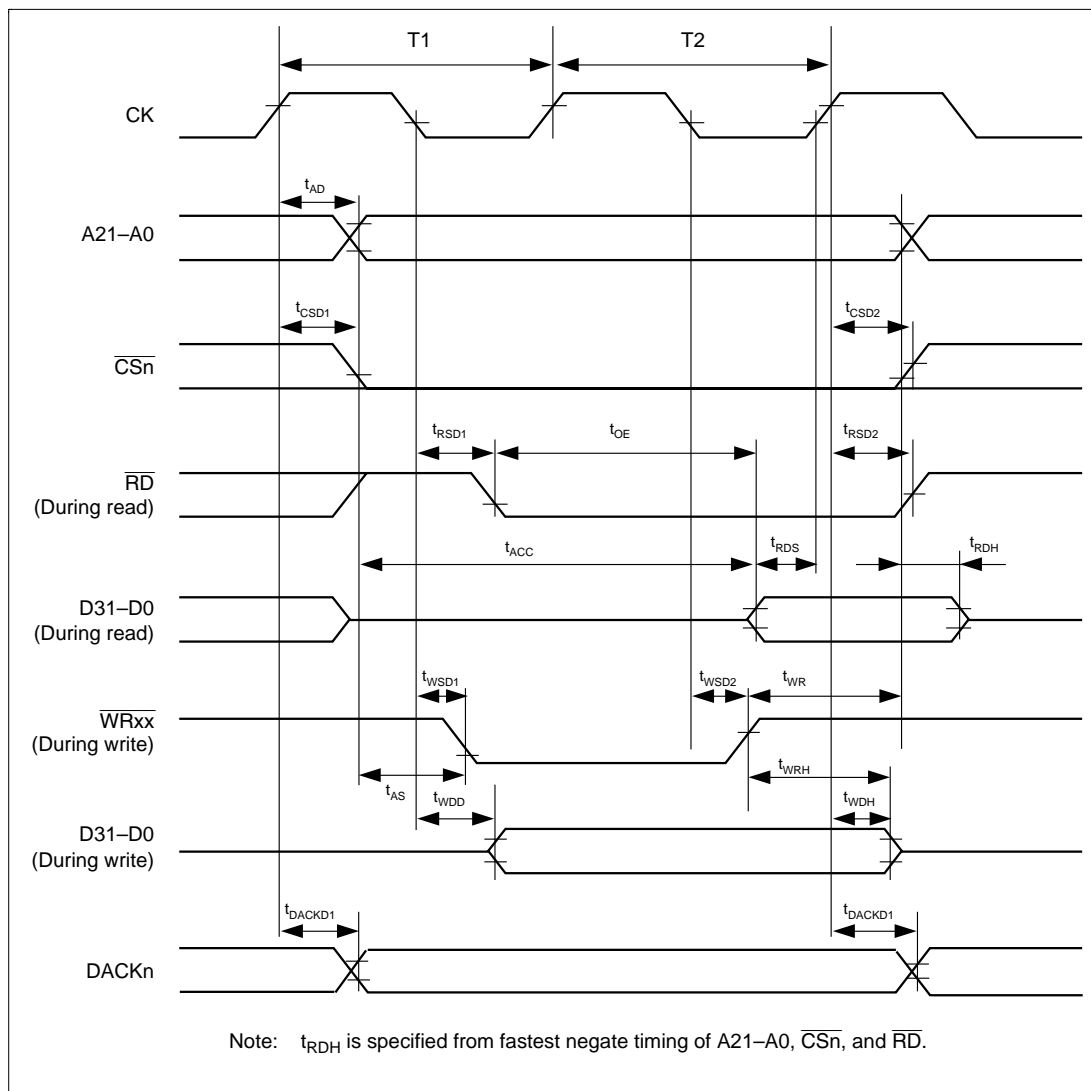 T1 T2
CK
tAD
A21–A0
tCSD1 tCSD2
CSn
tRSD1 tOE tRSD2
RD
(During read)
tACC tRDS tRDH
D31–D0
(During read)
tWSD1 tWSD2 tWR
WRxx
(During write)
tAS tWDD tWRH tWDH
D31–D0
(During write)
tDACKD1 tDACKD1
DACKn
Note: tRDH is specified from fastest negate timing of A21–A0, CSn, and RD.